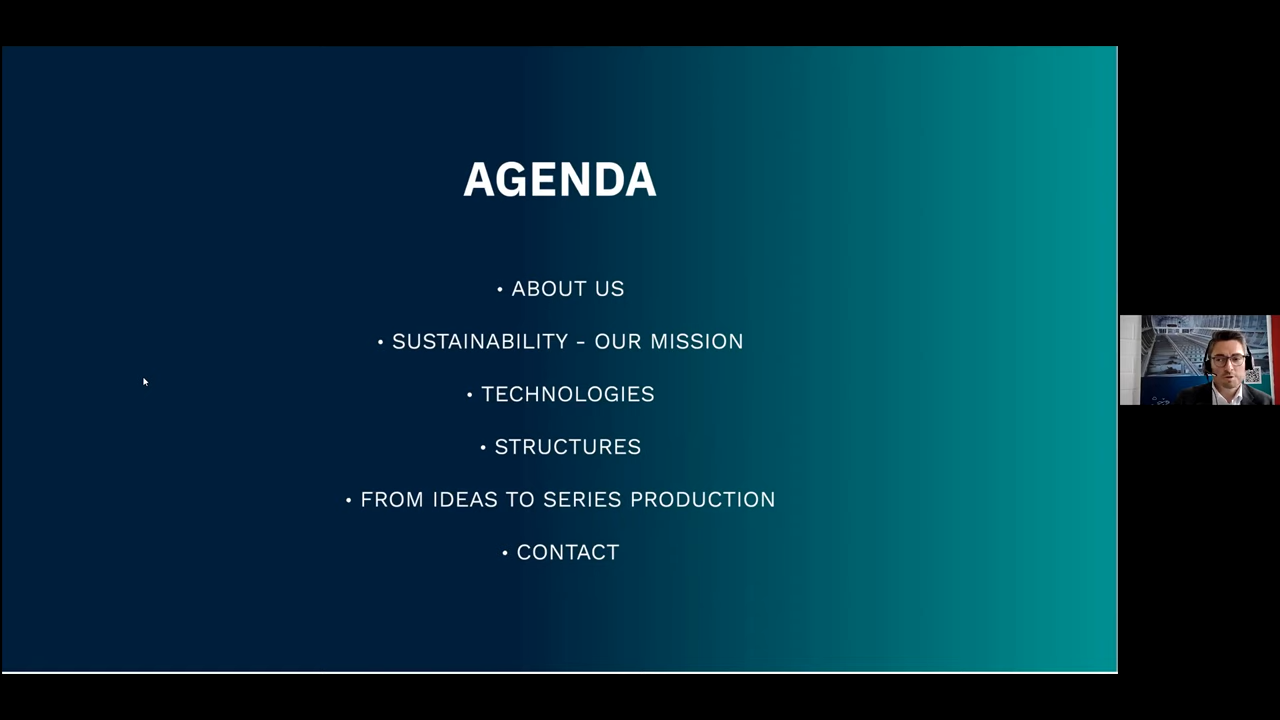 AGENDA
• ABOUT US
• SUSTAINABILITY - OUR MISSION
• TECHNOLOGIES
• STRUCTURES
• FROM IDEAS TO SERIES PRODUCTION
• CONTACT